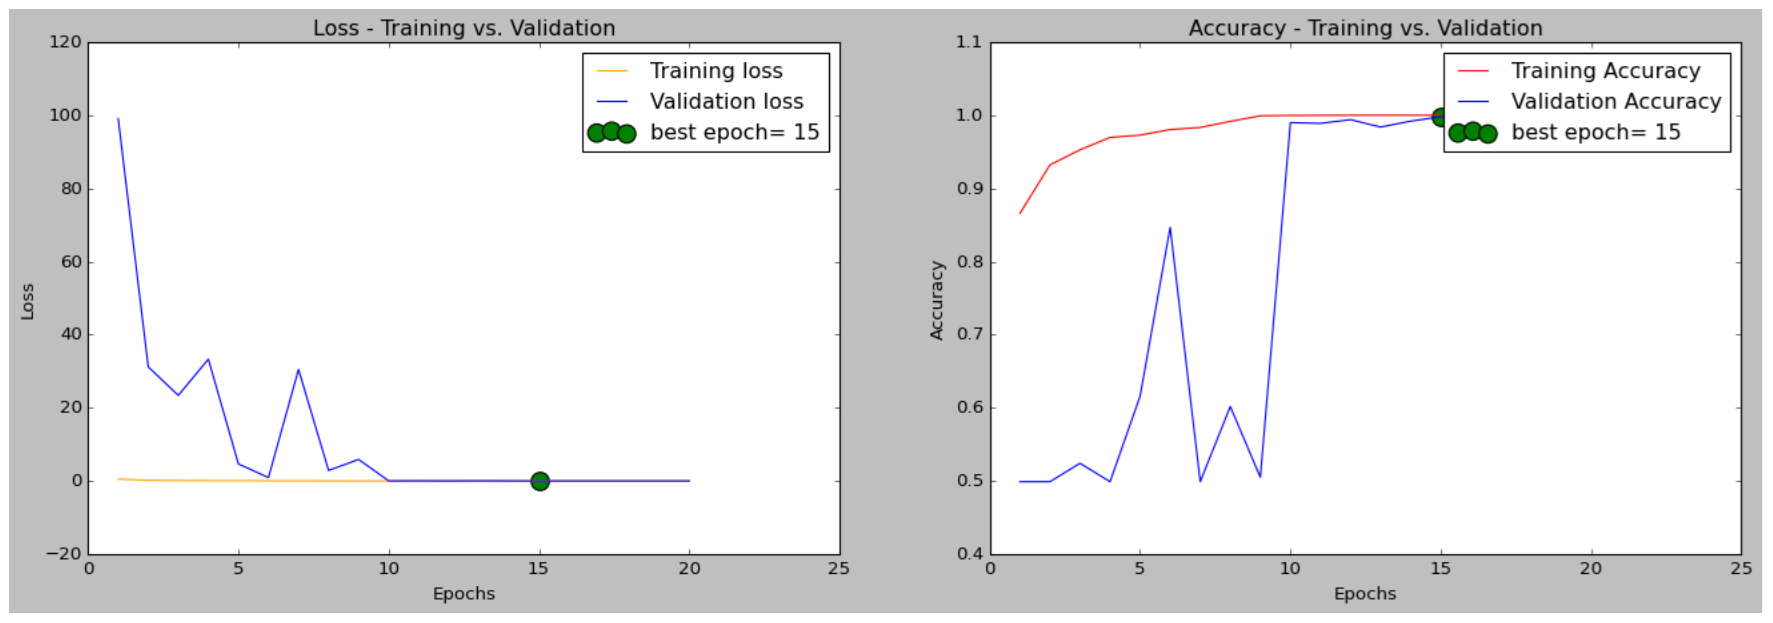 Loss - Training vs. Validation
120
100
80
60
40
20
0
−20
Loss
0 5 10 15 20 25
Epochs
Training loss
Validation loss
best epoch= 15
Accuracy - Training vs. Validation
1.1
1.0
0.9
0.8
0.7
0.6
0.5
0.4
Accuracy
0 5 10 15 20 25
Epochs
Training Accuracy
Validation Accuracy
best epoch= 15